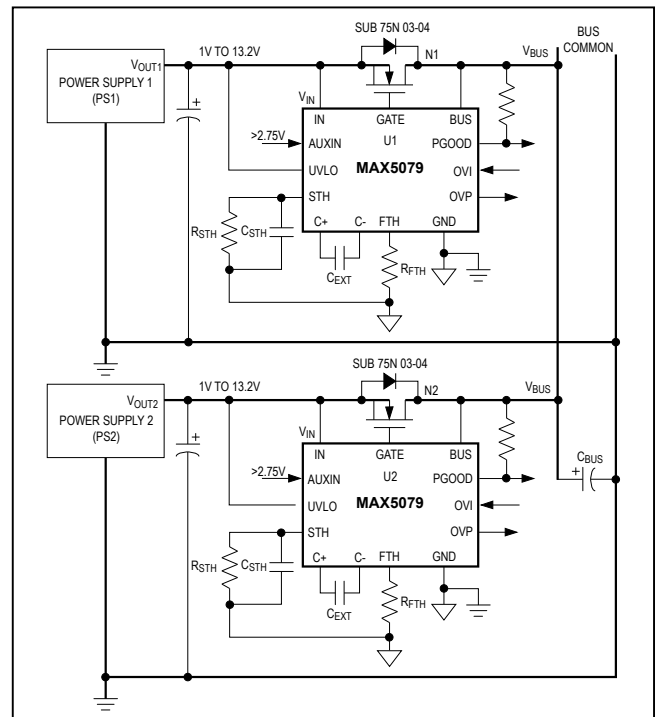 SUB 75N 03-04
BUS COMMON
VOUT1
1V TO 13.2V
N1
VBUS
POWER SUPPLY 1
(PS1)
+
VIN
IN
GATE
BUS
>2.75V
AUXIN
U1
PGOOD
UVLO
MAX5079
OVI
STH
OVP
RSTH
CSTH
C+
C-
FTH
GND
CEXT
RFTH
SUB 75N 03-04
VOUT2
1V TO 13.2V
N2
VBUS
POWER SUPPLY 2
(PS2)
+
VIN
IN
GATE
BUS
CBUS
+
>2.75V
AUXIN
U2
PGOOD
UVLO
MAX5079
OVI
STH
OVP
RSTH
CSTH
C+
C-
FTH
GND
CEXT
RFTH